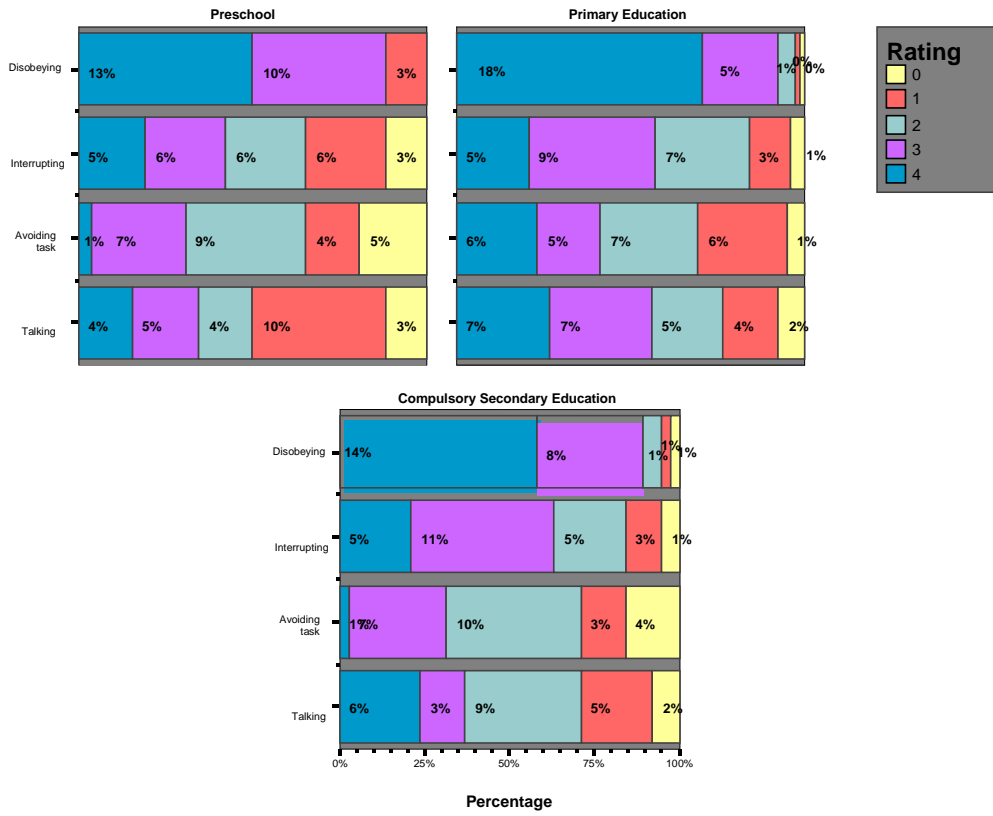 Preschool
Primary Education
Rating
0
1
2
3
4
Disobeying
13% 10% 3%
18% 5% 1% 0% 0%
Interrupting
5% 6% 6% 6% 3%
5% 9% 7% 3% 1%
Avoiding
task
1% 7% 9% 4% 5%
6% 5% 7% 6% 1%
Talking
4% 5% 4% 10% 3%
7% 7% 5% 4% 2%
Compulsory Secondary Education
Disobeying
14% 8% 1% 1% 1%
Interrupting
5% 11% 5% 3% 1%
Avoiding
task
1% 7% 10% 3% 4%
Talking
6% 3% 9% 5% 2%
0% 25% 50% 75% 100%
Percentage